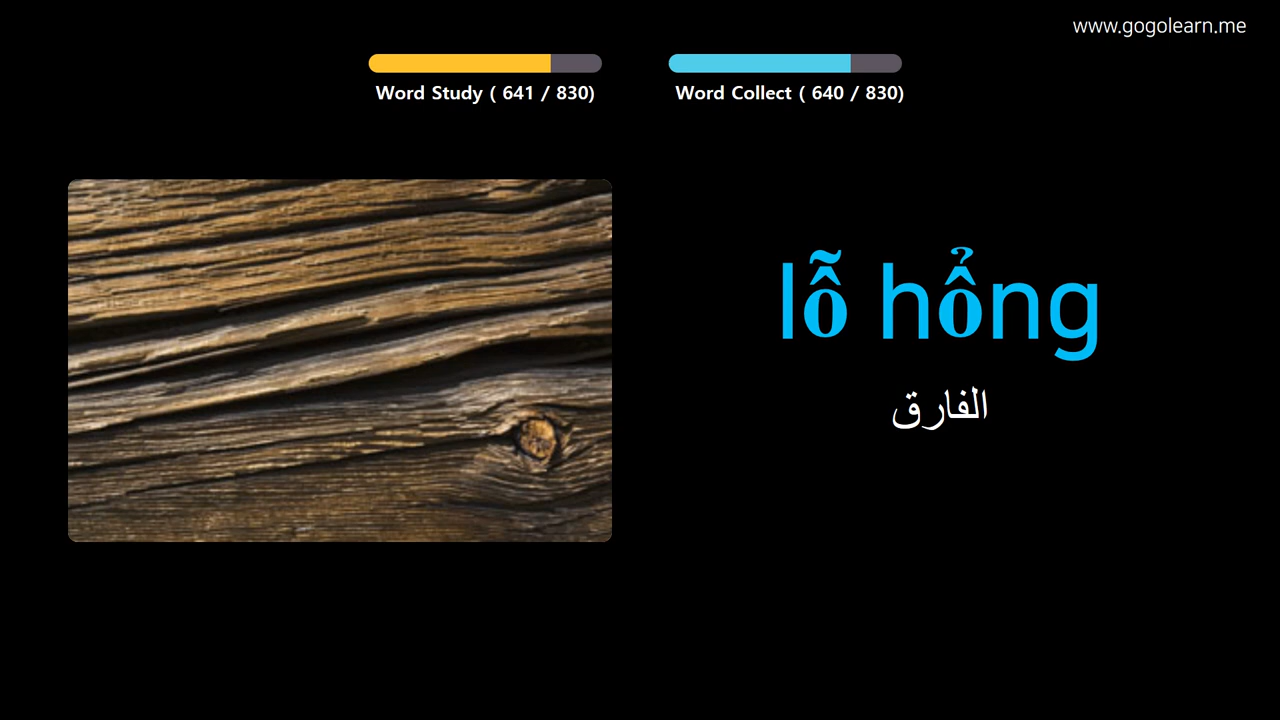 www.gogolearn.me
Word Study ( 641 / 830)
Word Collect ( 640 / 830)
lỗ hổng
الفارق